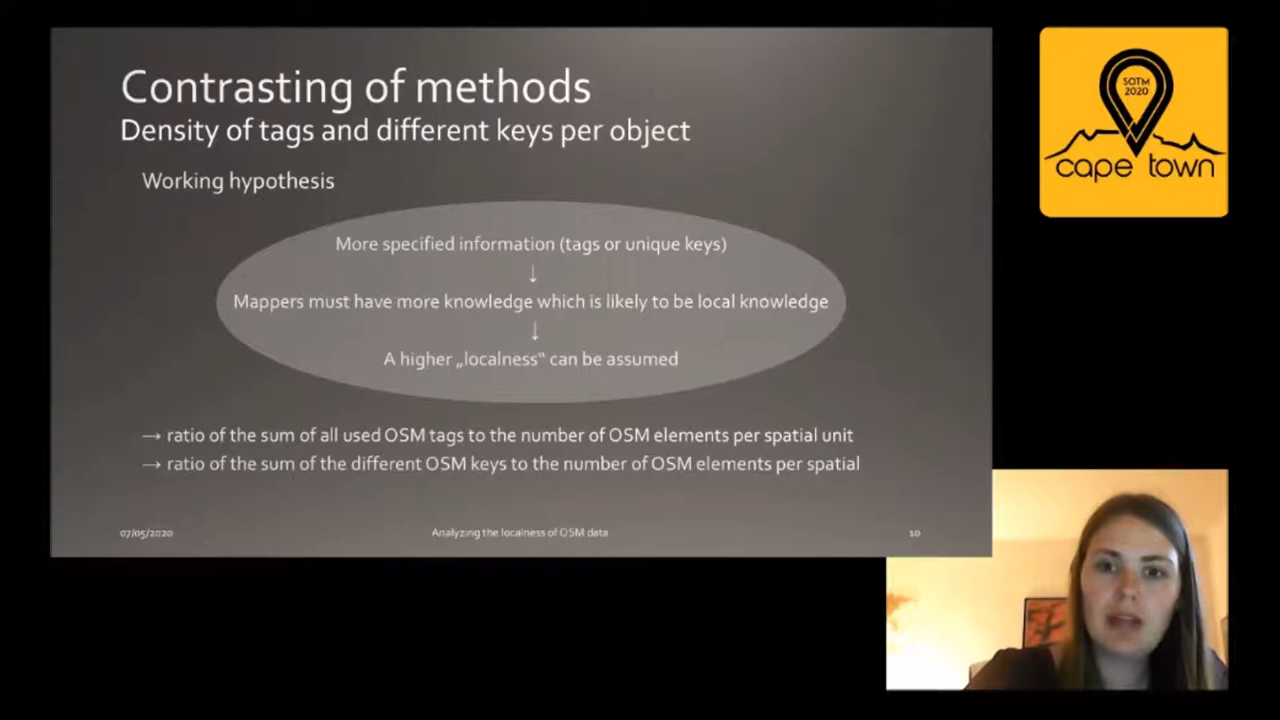 Contrasting of methods
Density of tags and different keys per object
Working hypothesis
More specified information (tags or unique keys)
↓
Mappers must have more knowledge which is likely to be local knowledge
↓
A higher „localness“ can be assumed
→ ratio of the sum of all used OSM tags to the number of OSM elements per spatial unit
→ ratio of the sum of the different OSM keys to the number of OSM elements per spatial
07/05/2020
Analyzing the localness of OSM data
10
SOTM
2020
cape town